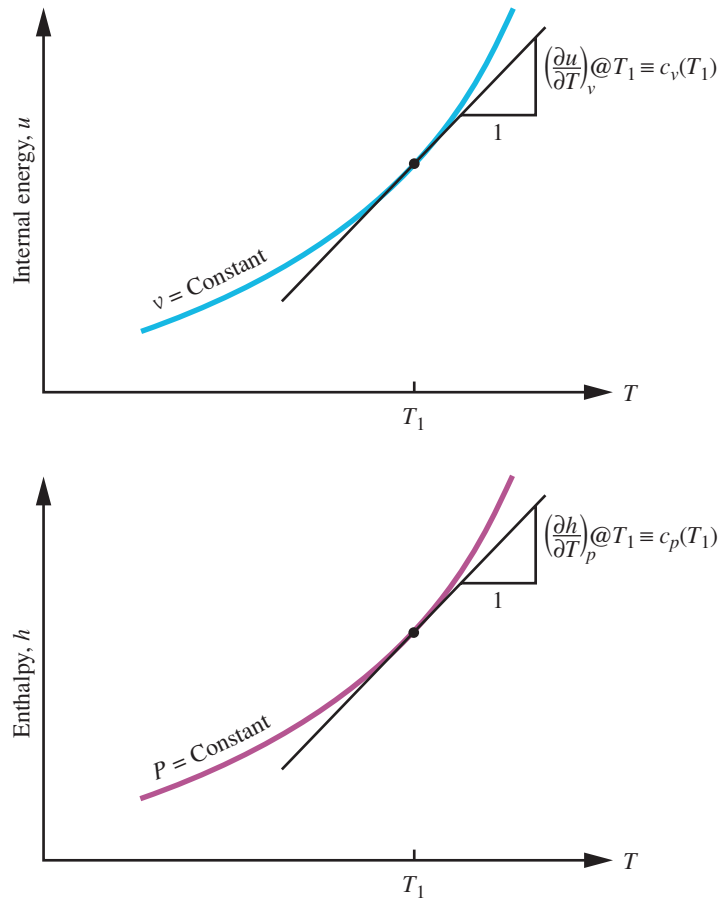 Internal energy, u
v = Constant
(∂u/∂T)v@T1 ≡ cv(T1)
1
T1
T
Enthalpy, h
P = Constant
(∂h/∂T)p@T1 ≡ cp(T1)
1
T1
T